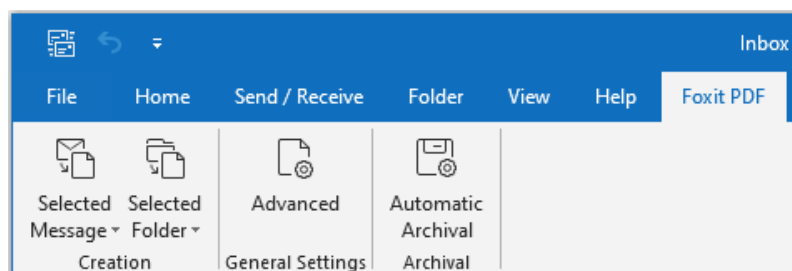 Inbox
File Home Send / Receive Folder View Help Foxit PDF
Selected Selected Advanced Automatic
Message Folder Archival
Creation General Settings Archival